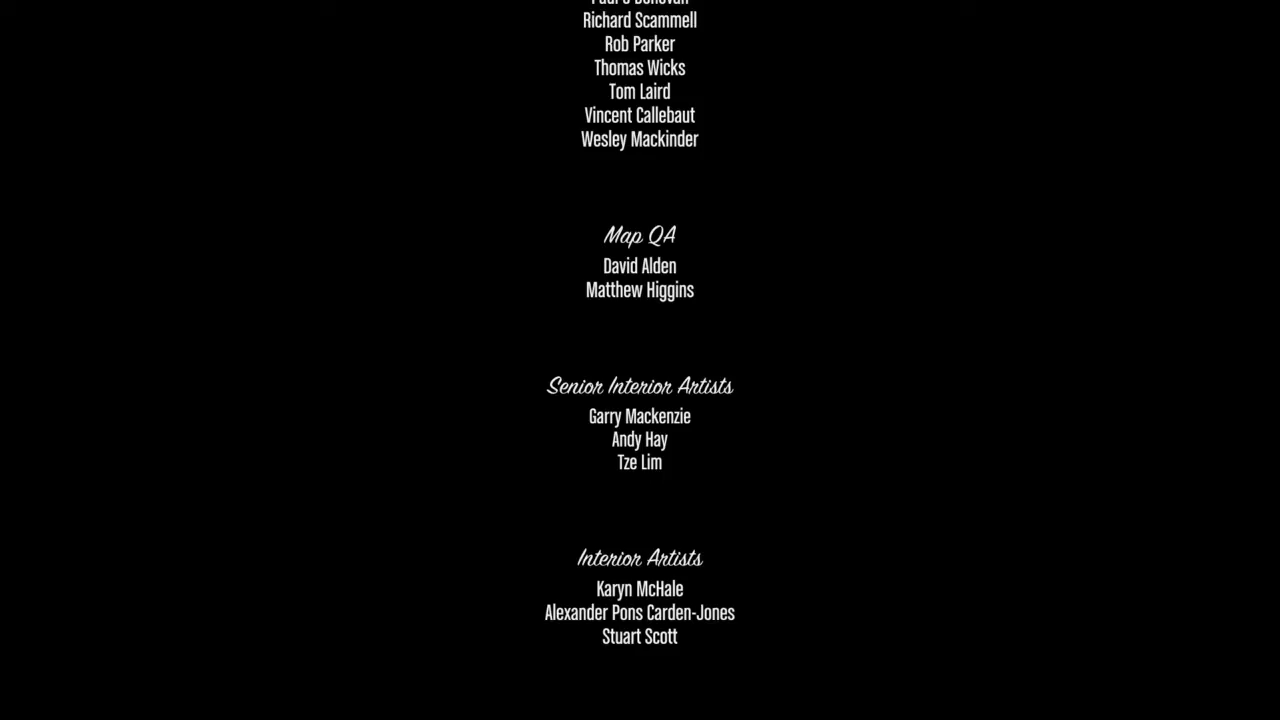 Richard Scammell
Rob Parker
Thomas Wicks
Tom Laird
Vincent Callebaut
Wesley Mackinder
Map QA
David Alden
Matthew Higgins
Senior Interior Artists
Garry Mackenzie
Andy Hay
Tze Lim
Interior Artists
Karyn McHale
Alexander Pons Carden-Jones
Stuart Scott